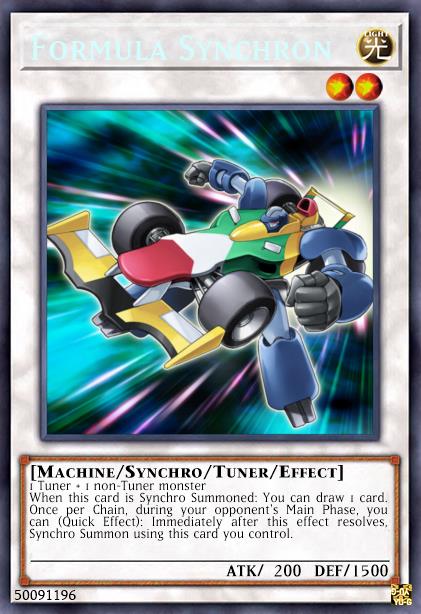 Formula Synchron
LIGHT
光
[Machine/Synchro/Tuner/Effect]
1 Tuner + 1 non-Tuner monster
When this card is Synchro Summoned: You can draw 1 card.
Once per Chain, during your opponent's Main Phase, you
can (Quick Effect): Immediately after this effect resolves,
Synchro Summon using this card you control.
ATK/ 200 DEF/1500
50091196